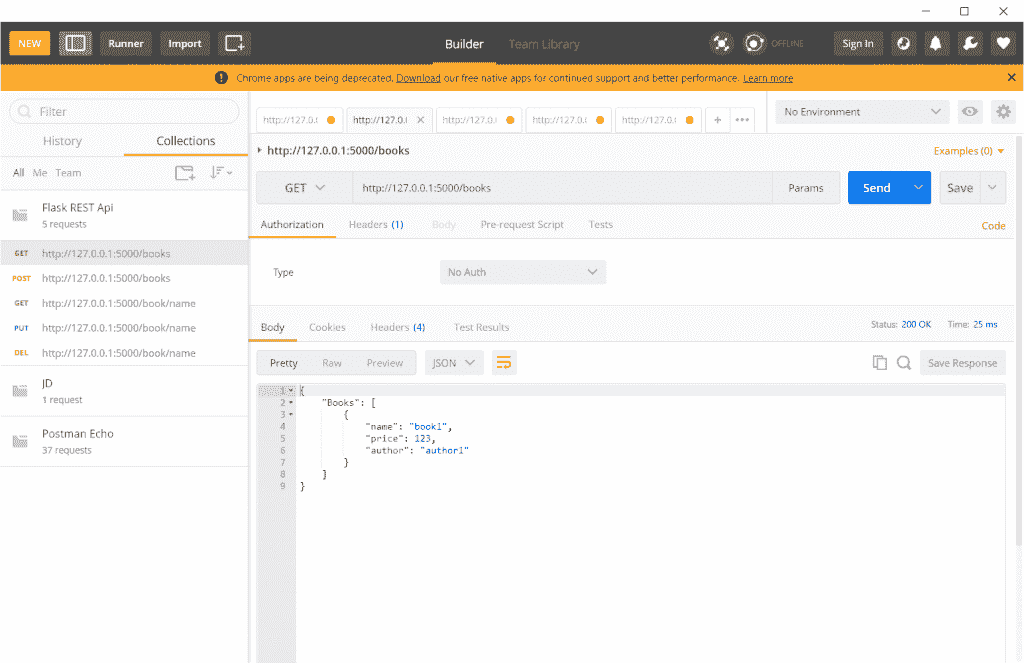 NEW Runner Import Builder Team Library OFFLINE Sign In
Chrome apps are being deprecated. Download our free native apps for continued support and better performance. Learn more
Filter
History Collections
All Me Team
Flask REST Api
5 requests
GET http://127.0.0.1:5000/books
POST http://127.0.0.1:5000/books
GET http://127.0.0.1:5000/book/name
PUT http://127.0.0.1:5000/book/name
DEL http://127.0.0.1:5000/book/name
JD
1 request
Postman Echo
37 requests
http://127.0.( http://127.0.( http://127.0.( http://127.0.( http://127.0.( + ••• No Environment
http://127.0.0.1:5000/books Examples (0)
GET http://127.0.0.1:5000/books Params Send Save
Authorization Headers (1) Body Pre-request Script Tests Code
Type No Auth
Body Cookies Headers (4) Test Results Status: 200 OK Time: 25 ms
Pretty Raw Preview JSON Save Response
1 {
2 "Books": [
3 {
4 "name": "book1",
5 "price": 123,
6 "author": "author1"
7 }
8 ]
9 }